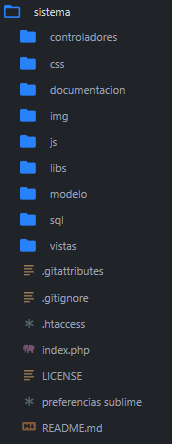 sistema
controladores
css
documentacion
img
js
libs
modelo
sql
vistas
.gitattributes
.gitignore
.htaccess
index.php
LICENSE
preferencias sublime
README.md